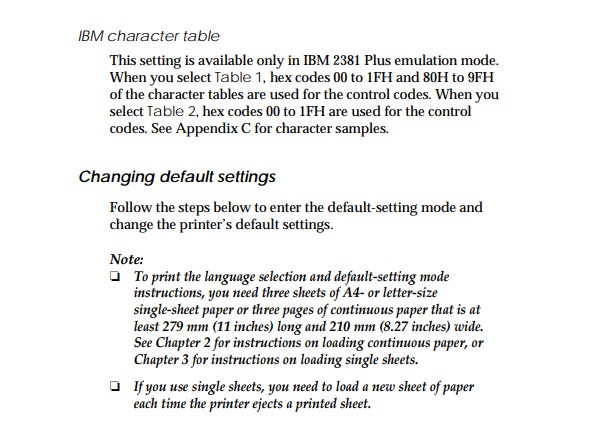 IBM character table
This setting is available only in IBM 2381 Plus emulation mode.
When you select Table 1, hex codes 00 to 1FH and 80H to 9FH
of the character tables are used for the control codes. When you
select Table 2, hex codes 00 to 1FH are used for the control
codes. See Appendix C for character samples.
Changing default settings
Follow the steps below to enter the default-setting mode and
change the printer's default settings.
Note:
❏ To print the language selection and default-setting mode
instructions, you need three sheets of A4- or letter-size
single-sheet paper or three pages of continuous paper that is at
least 279 mm (11 inches) long and 210 mm (8.27 inches) wide.
See Chapter 2 for instructions on loading continuous paper, or
Chapter 3 for instructions on loading single sheets.
❏ If you use single sheets, you need to load a new sheet of paper
each time the printer ejects a printed sheet.